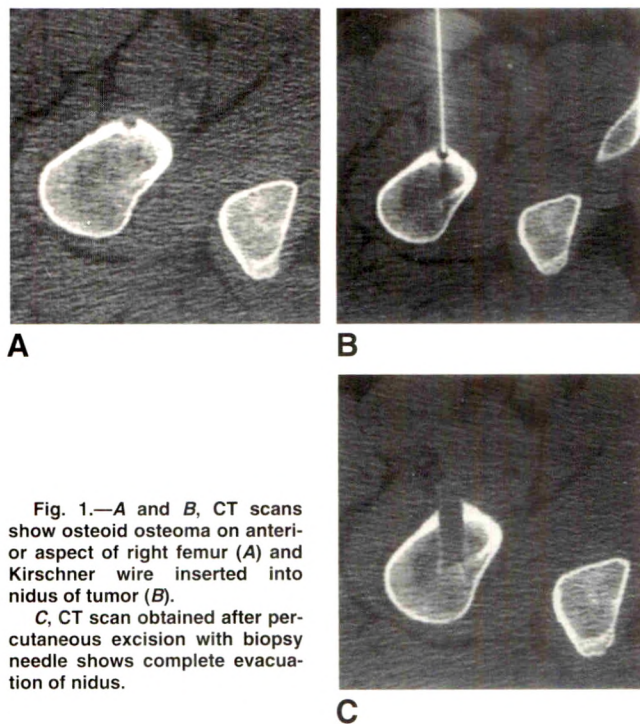 A
B
Fig. 1.—A and B, CT scans
show osteoid osteoma on anteri-
or aspect of right femur (A) and
Kirschner wire inserted into
nidus of tumor (B).
C, CT scan obtained after per-
cutaneous excision with biopsy
needle shows complete evacua-
tion of nidus.
C